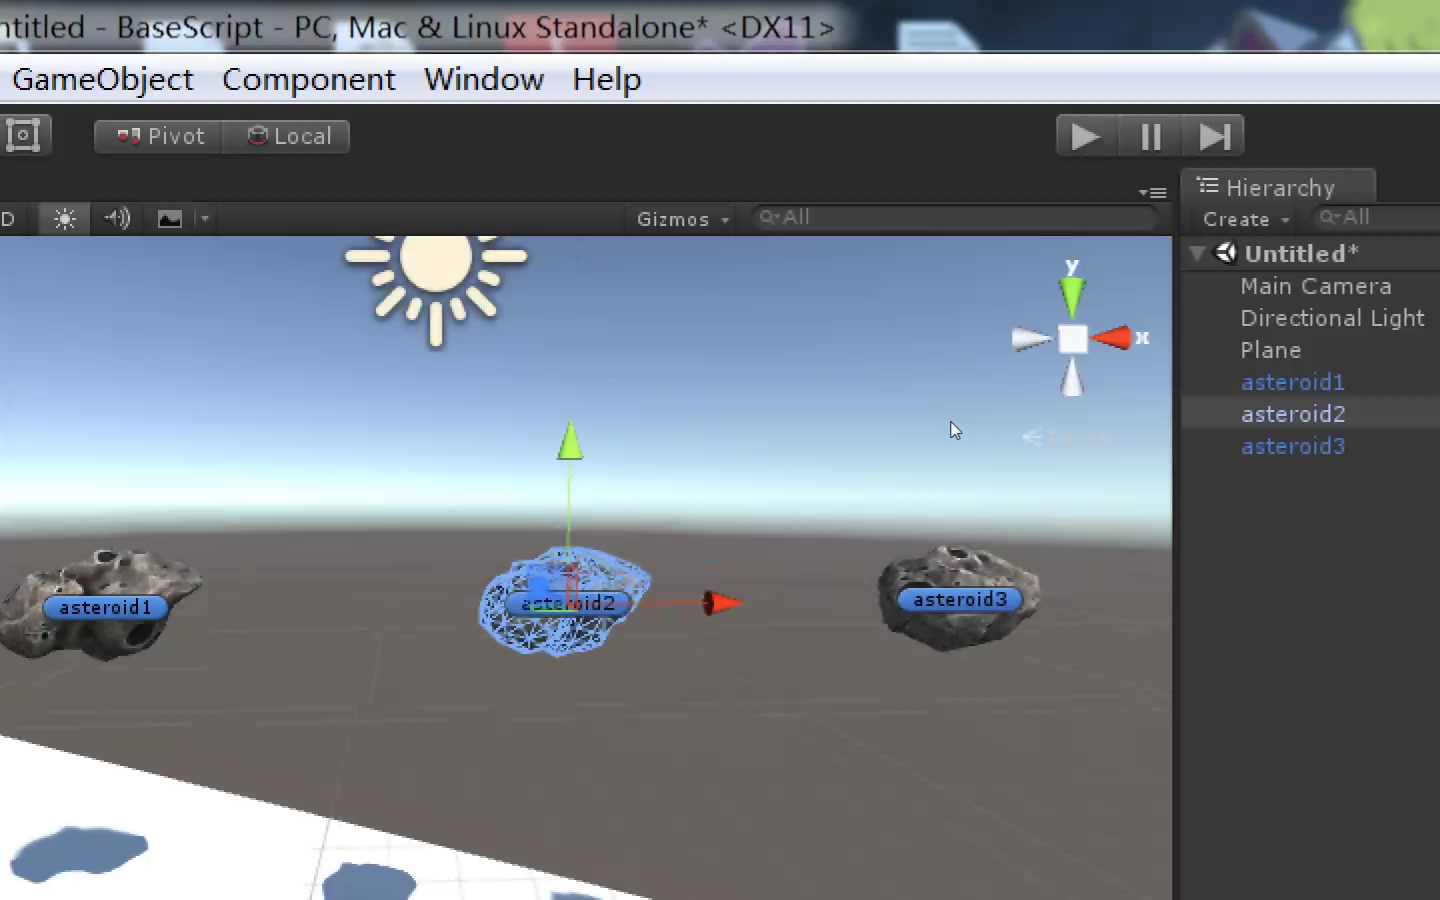 ntitled - BaseScript - PC, Mac & Linux Standalone* <DX11>
GameObject Component Window Help
Pivot Local
Hierarchy
D Gizmos All
Create All
Untitled*
Main Camera
Directional Light
Plane
asteroid1
asteroid2
asteroid3
y
x
asteroid1
asteroid2
asteroid3